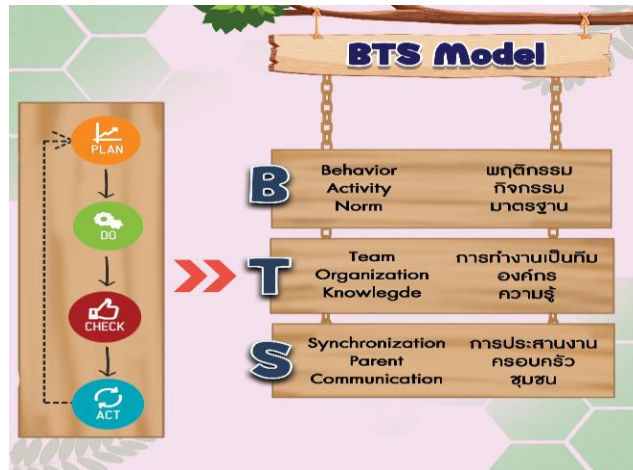 BTS Model
PLAN
DO
CHECK
ACT
B
Behavior พฤติกรรม
Activity กิจกรรม
Norm มาตรฐาน
T
Team การทำงานเป็นทีม
Organization องค์กร
Knowlegde ความรู้
S
Synchronization การประสานงาน
Parent ครอบครัว
Communication ชุมชน